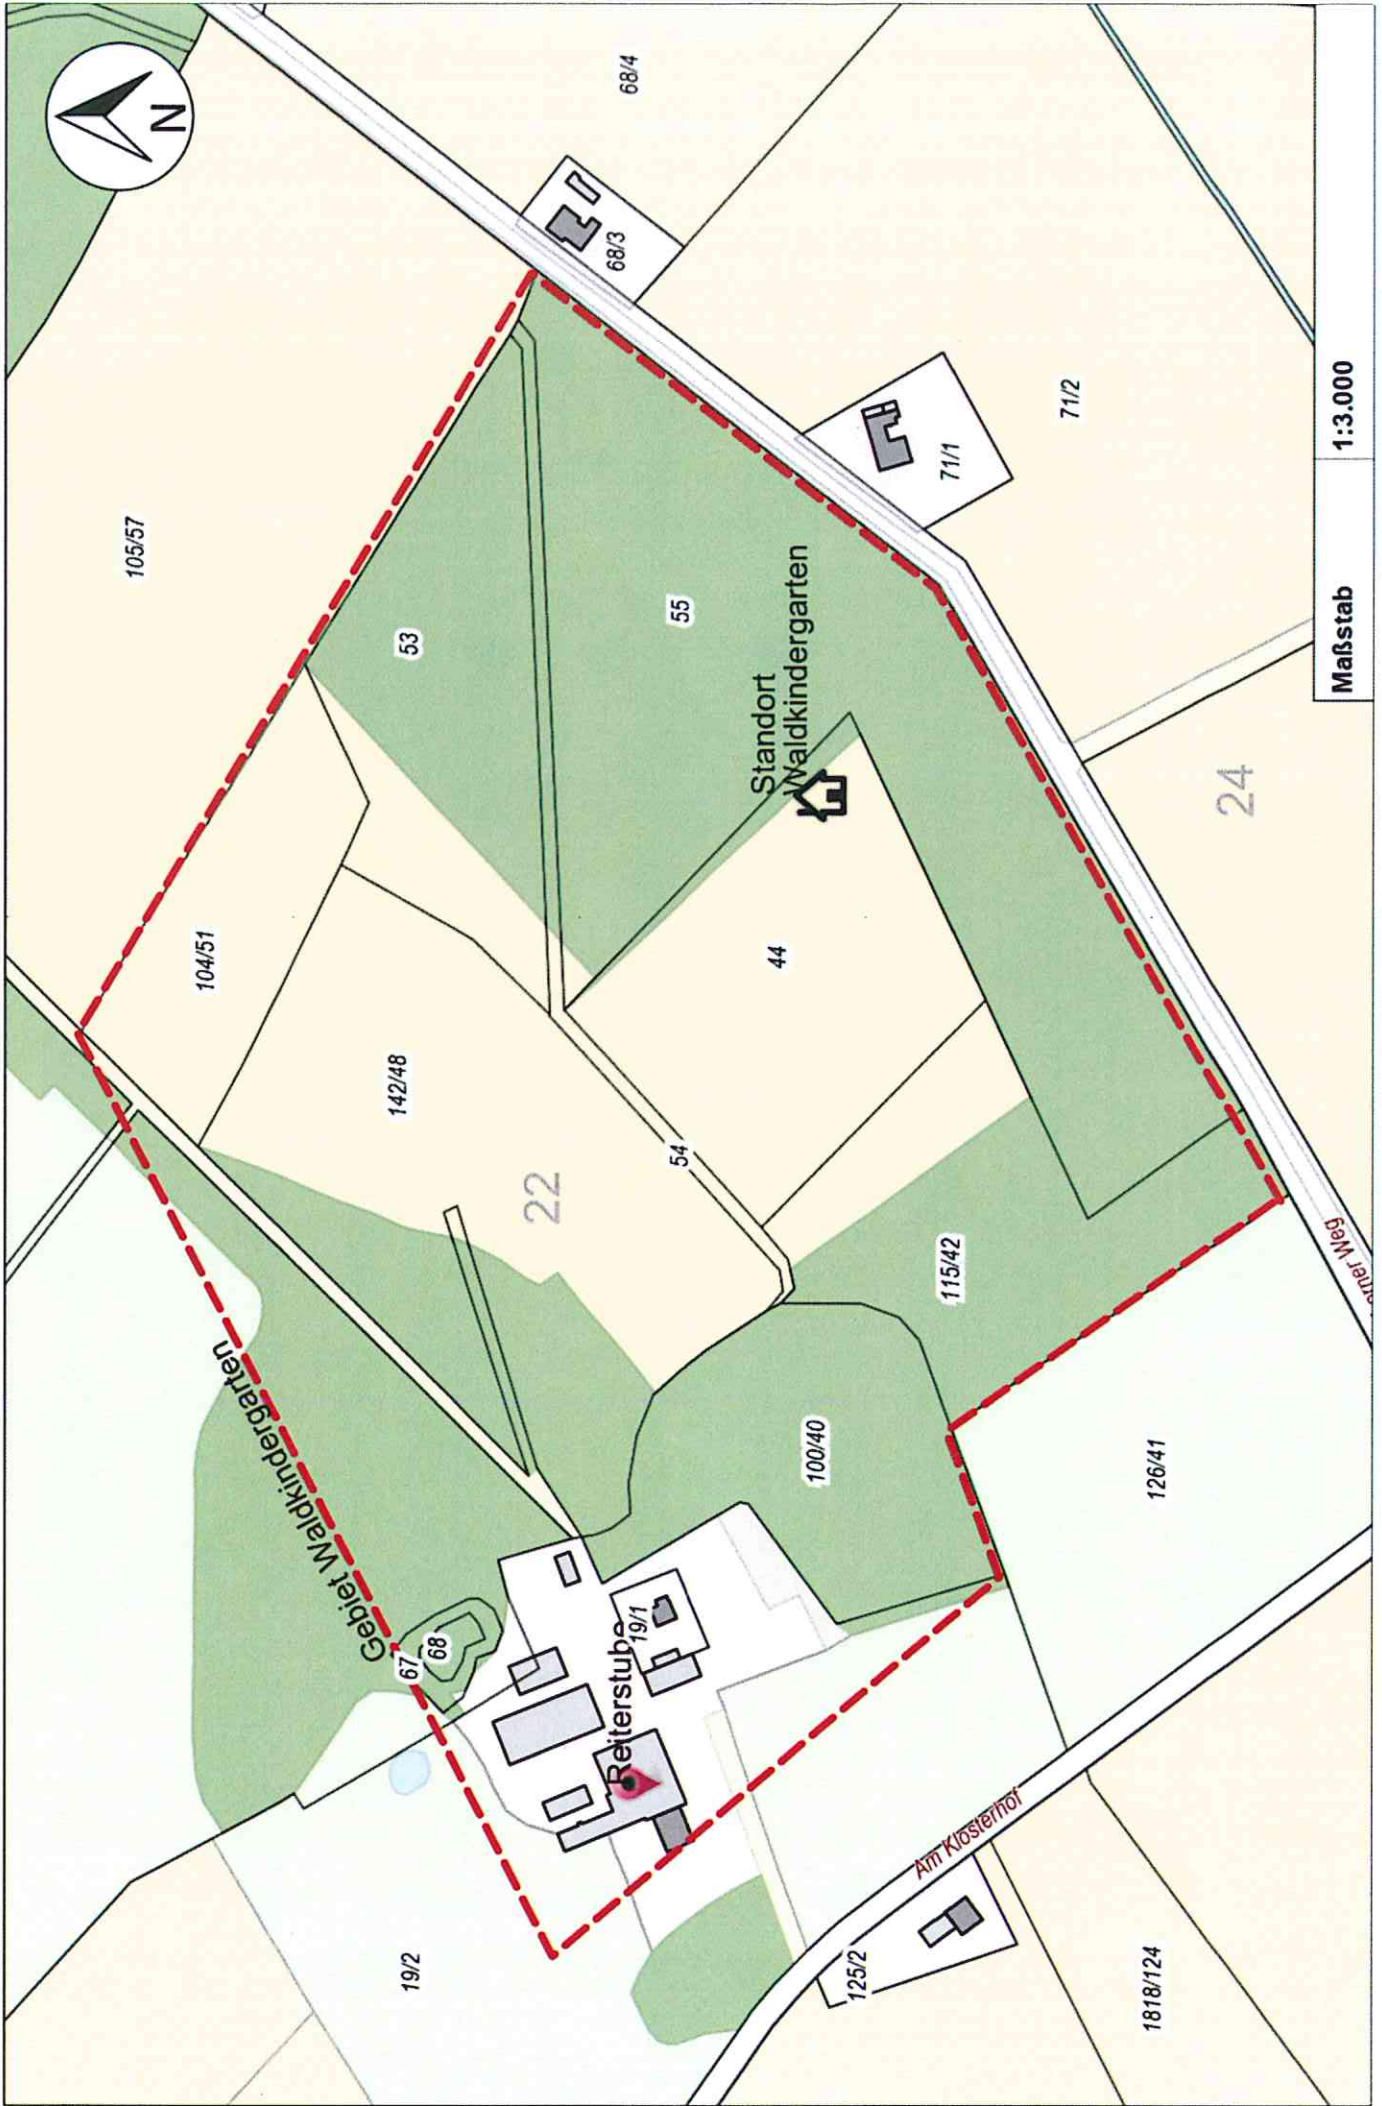 N
68/4
68/3
105/57
71/2
71/1
53
55
Standort
Waldkindergarten
24
104/51
44
142/48
54
22
115/42
Gebiet Waldkindergarten
100/40
126/41
67
68
19/1
Reiterstube
Am Klosterhof
19/2
125/2
1818/124
Weg
Maßstab
1:3.000